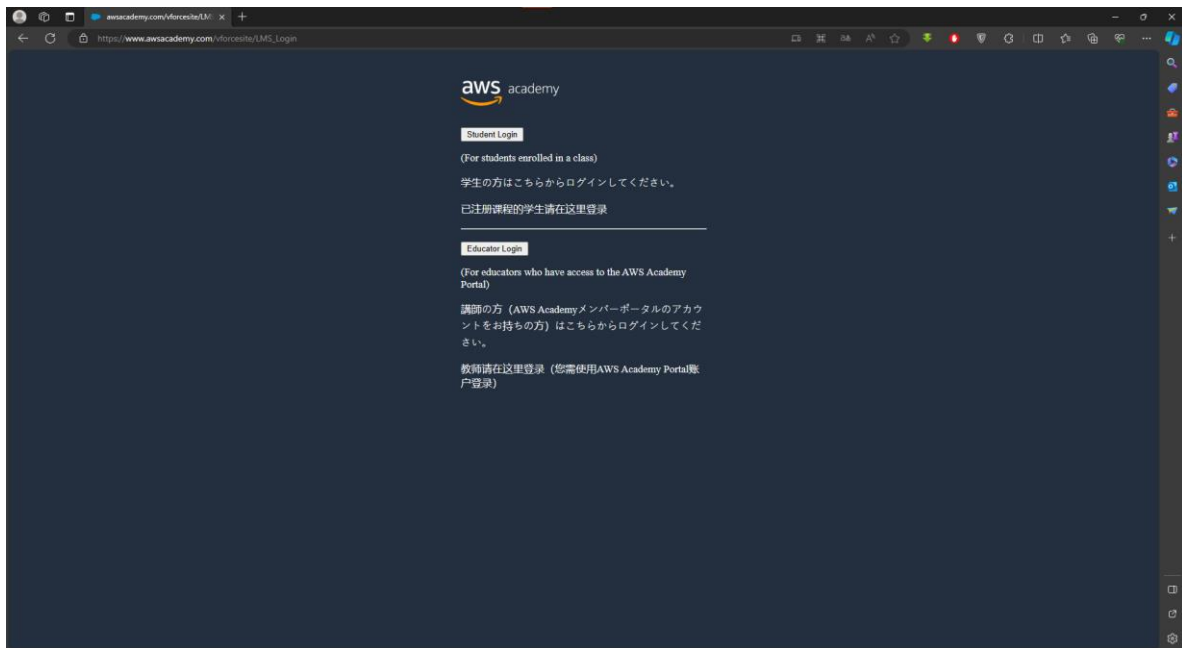 awsacademy.com/vforcesite/LM
https://www.awsacademy.com/vforcesite/LMS_Login
aws academy
Student Login
(For students enrolled in a class)
学生の方はこちらからログインしてください。
已注册课程的学生请在这里登录
Educator Login
(For educators who have access to the AWS Academy
Portal)
講師の方（AWS Academyメンバーポータルのアカウ
ントをお持ちの方）はこちらからログインしてくだ
さい。
教师请在这里登录（您需使用AWS Academy Portal账
户登录）